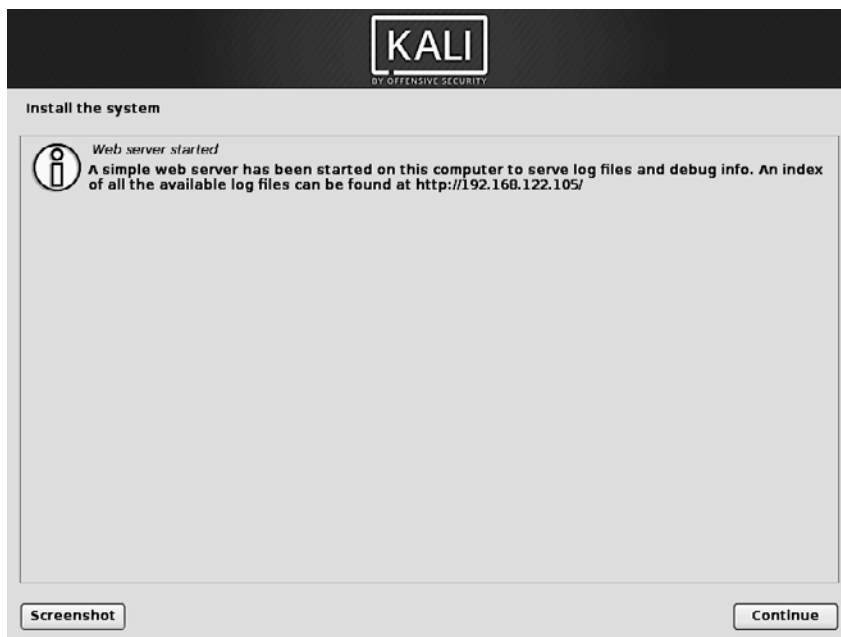 KALI
BY OFFENSIVE SECURITY
Install the system
Web server started
A simple web server has been started on this computer to serve log files and debug info. An index
of all the available log files can be found at http://192.168.122.105/
Screenshot
Continue